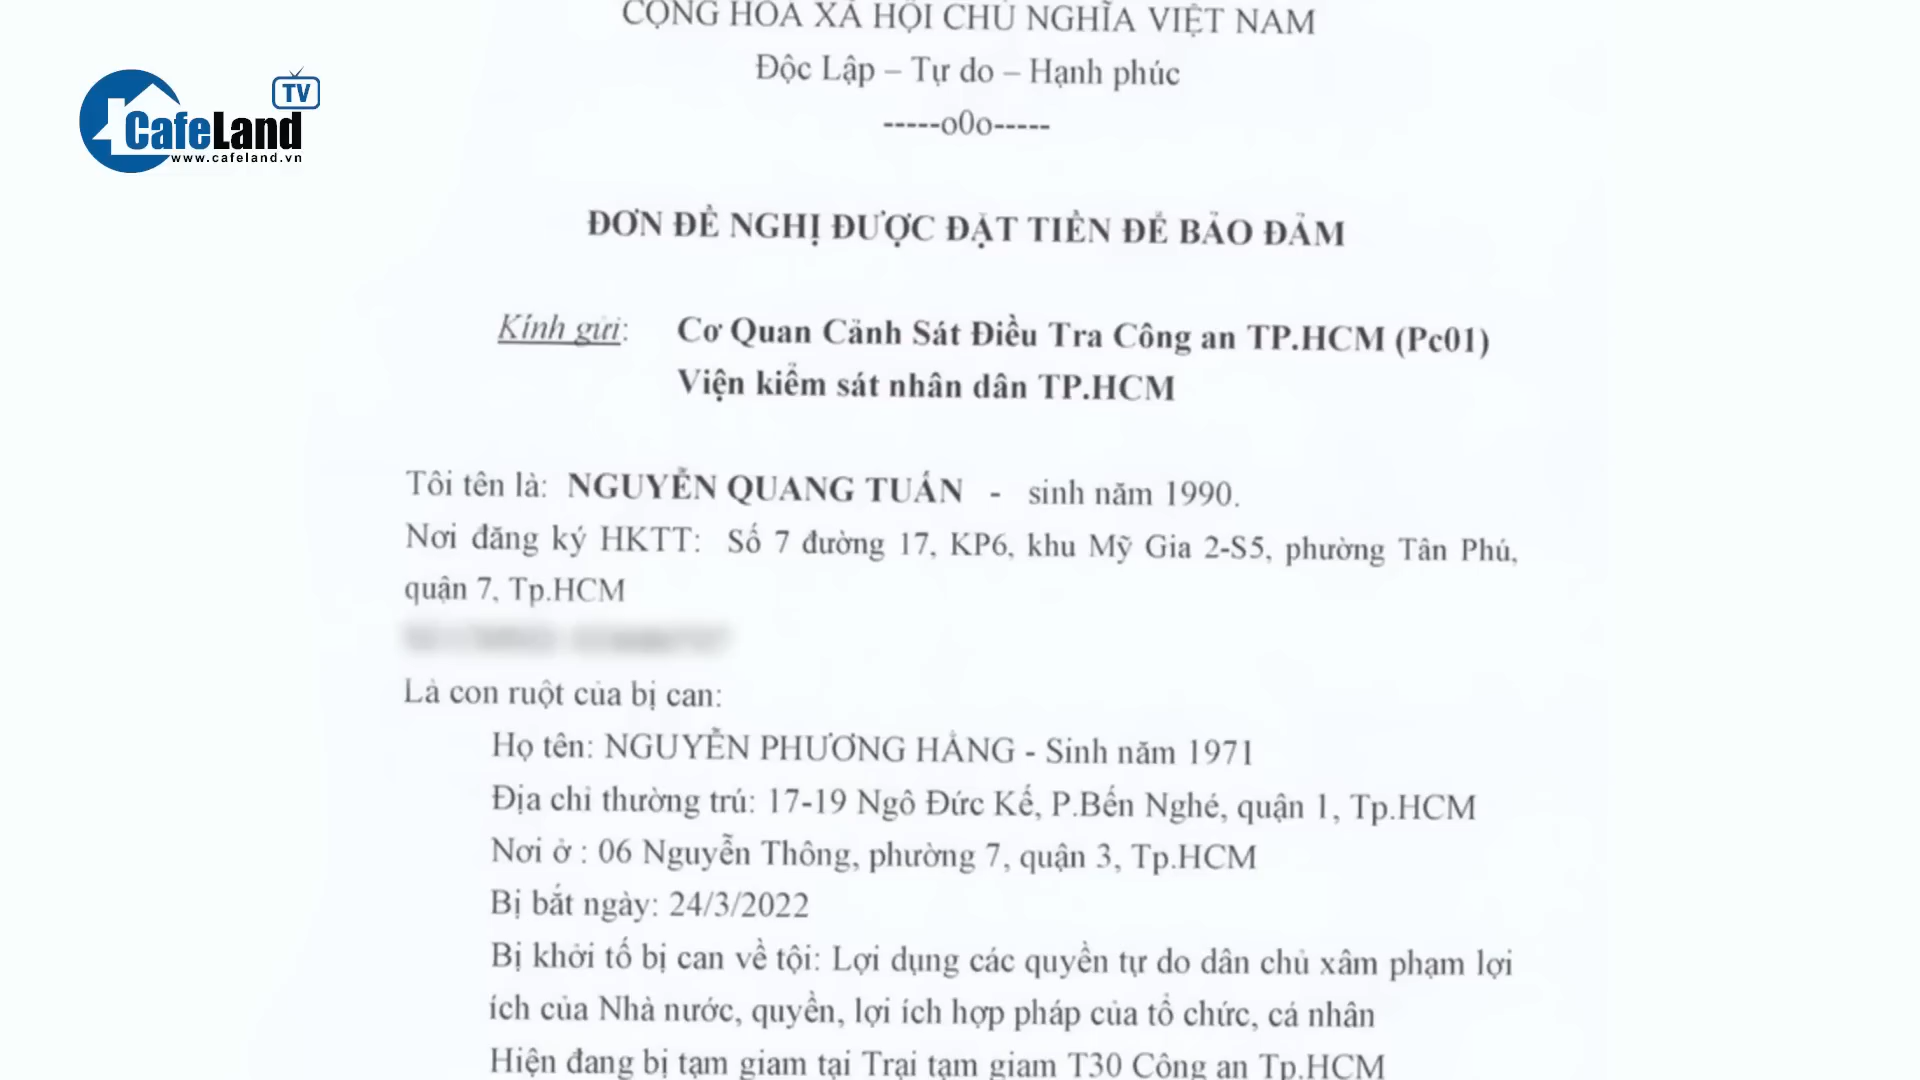 CỘNG HÒA XÃ HỘI CHỦ NGHĨA VIỆT NAM
Độc Lập – Tự do – Hạnh phúc
-----o0o-----
TV
CafeLand
www.cafeland.vn
ĐƠN ĐỀ NGHỊ ĐƯỢC ĐẶT TIỀN ĐỂ BẢO ĐẢM
Kính gửi: Cơ Quan Cảnh Sát Điều Tra Công an TP.HCM (Pc01)
Viện kiểm sát nhân dân TP.HCM
Tôi tên là: NGUYỄN QUANG TUẤN - sinh năm 1990.
Nơi đăng ký HKTT: Số 7 đường 17, KP6, khu Mỹ Gia 2-S5, phường Tân Phú,
quận 7, Tp.HCM
Là con ruột của bị can:
Họ tên: NGUYỄN PHƯƠNG HẰNG - Sinh năm 1971
Địa chỉ thường trú: 17-19 Ngô Đức Kế, P.Bến Nghé, quận 1, Tp.HCM
Nơi ở : 06 Nguyễn Thông, phường 7, quận 3, Tp.HCM
Bị bắt ngày: 24/3/2022
Bị khởi tố bị can về tội: Lợi dụng các quyền tự do dân chủ xâm phạm lợi
ích của Nhà nước, quyền, lợi ích hợp pháp của tổ chức, cá nhân
Hiện đang bị tạm giam tại Trại tạm giam T30 Công an Tp.HCM